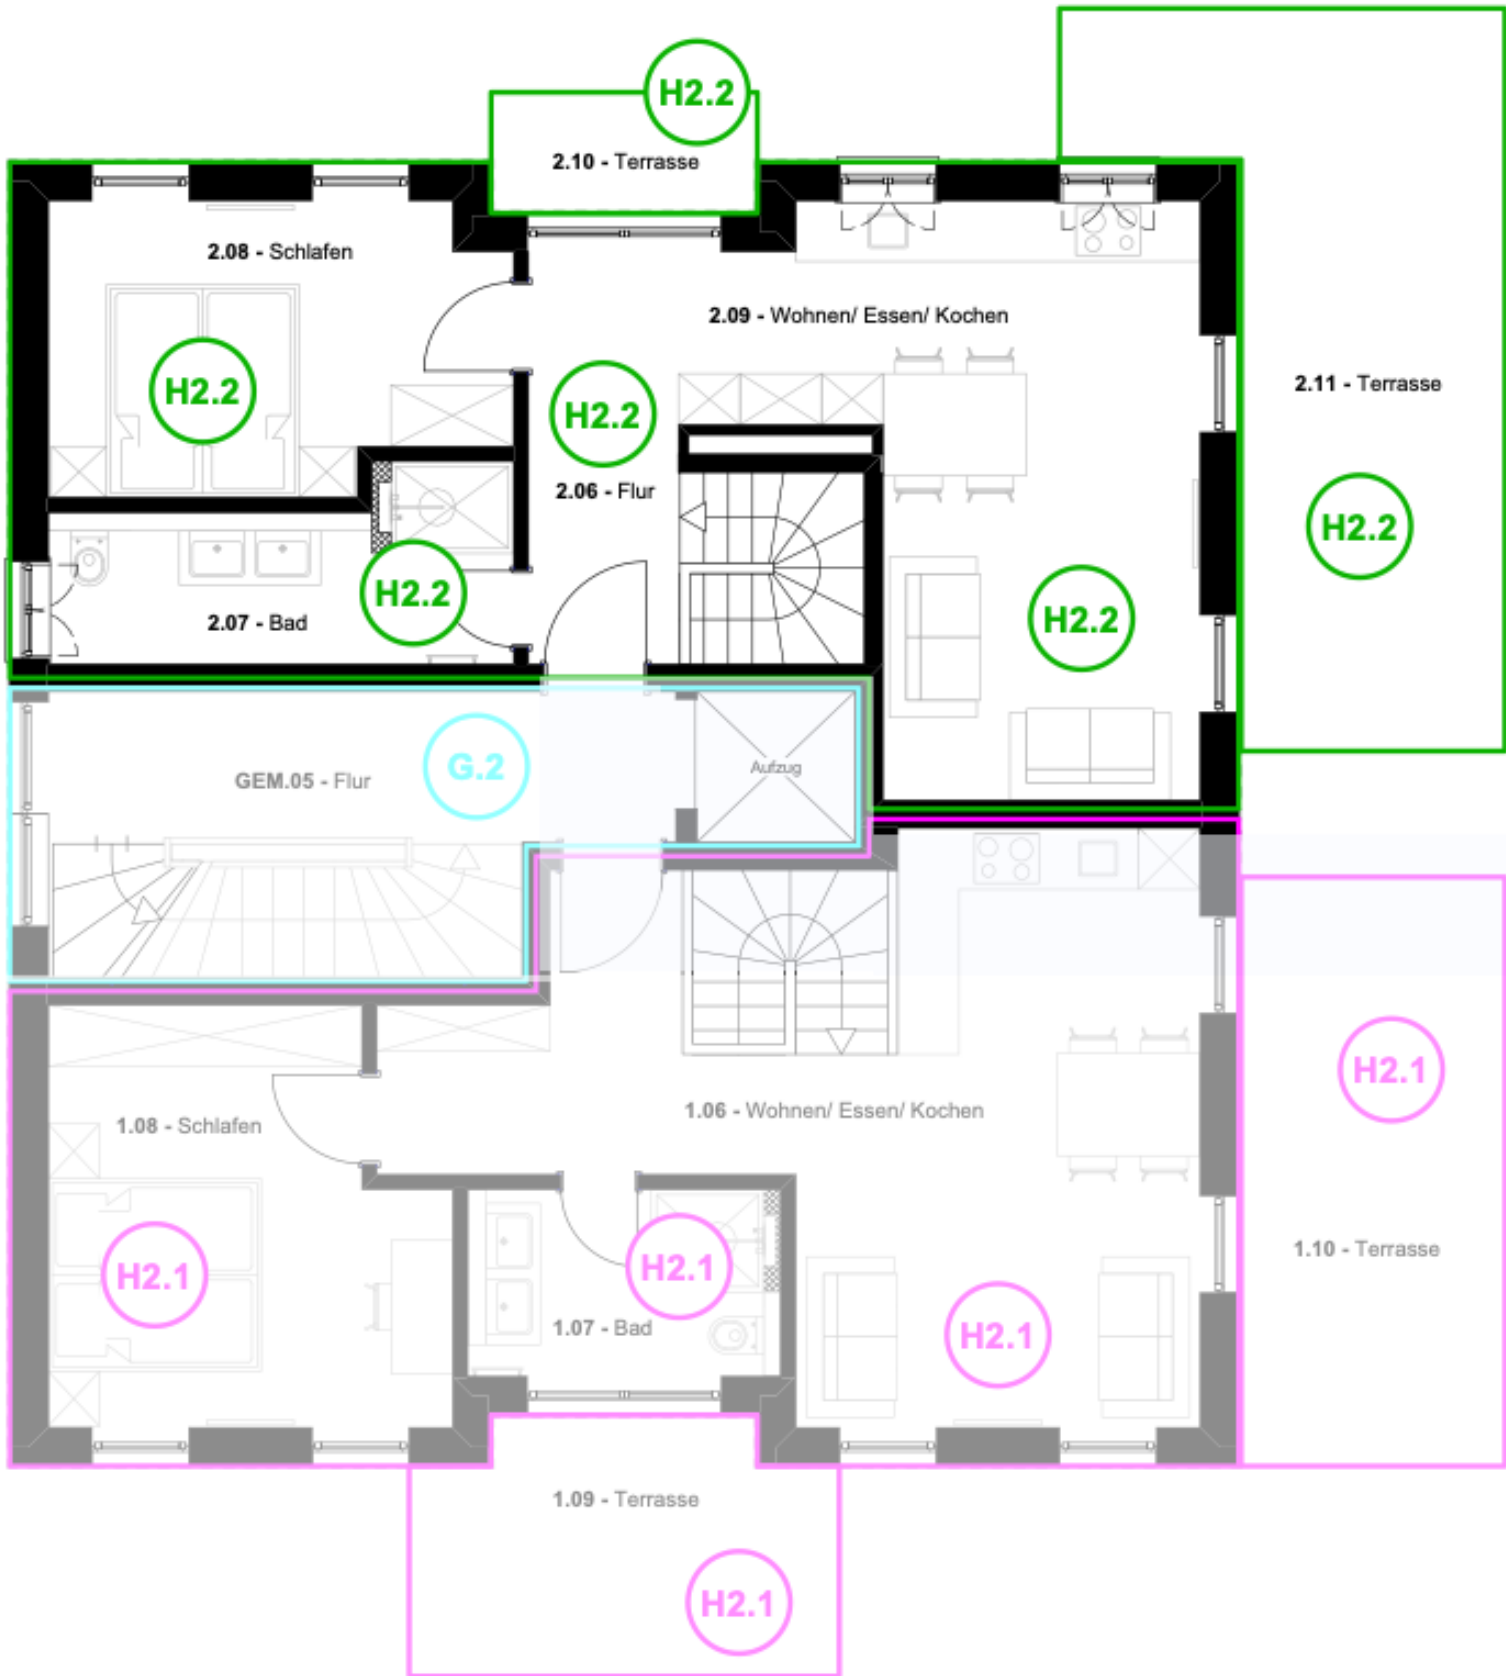 H2.2
2.10 - Terrasse
2.08 - Schlafen
2.09 - Wohnen/ Essen/ Kochen
H2.2
H2.2
2.11 - Terrasse
2.06 - Flur
H2.2
H2.2
2.07 - Bad
H2.2
G.2
GEM.05 - Flur
Aufzug
H2.1
1.08 - Schlafen
1.06 - Wohnen/ Essen/ Kochen
1.10 - Terrasse
H2.1
H2.1
1.07 - Bad
H2.1
1.09 - Terrasse
H2.1